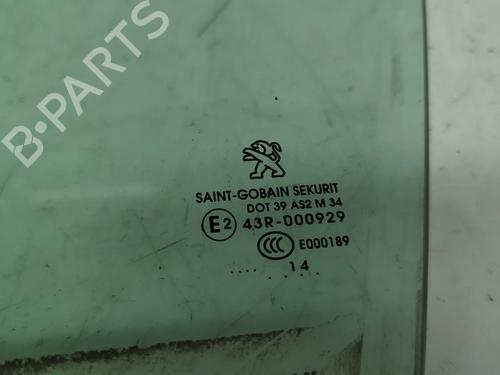 B-PARTS
SAINT-GOBAIN SEKURIT
DOT 39 AS2 M 34
E2 43R-000929
CCC E000189
.... 14 ....